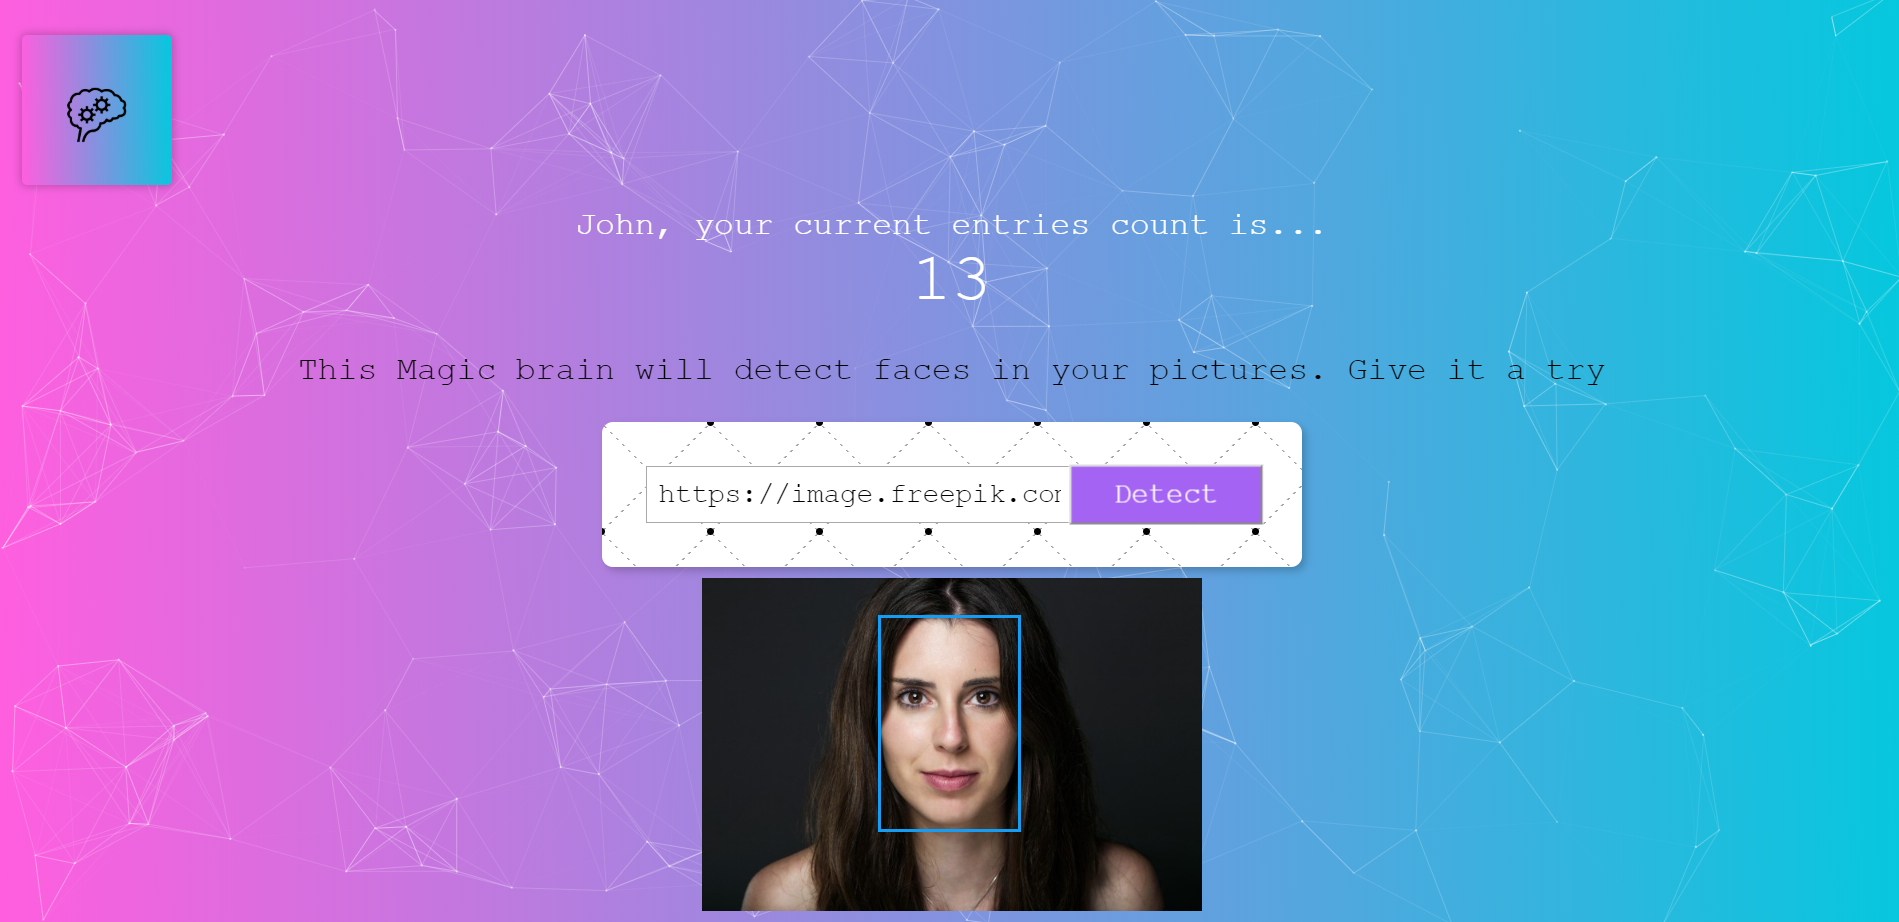 John, your current entries count is...
13
This Magic brain will detect faces in your pictures. Give it a try
https://image.freepik.com
Detect